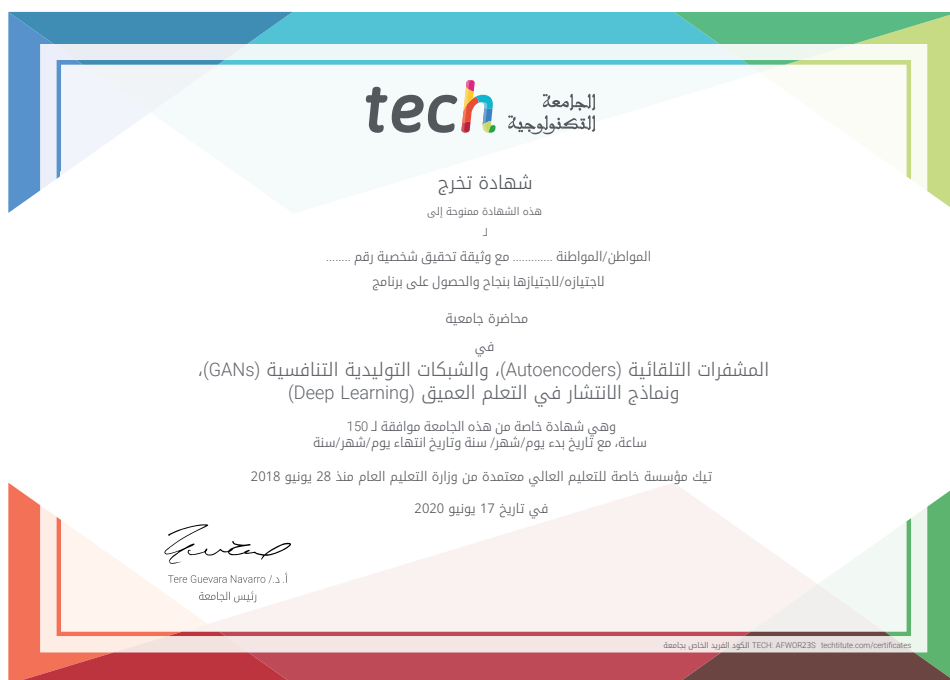 tech الجامعة
التكنولوجية
شهادة تخرج
هذه الشهادة ممنوحة إلى
لـ
المواطن/المواطنة ............ مع وثيقة تحقيق شخصية رقم ........
لاجتيازه/لاجتيازها بنجاح والحصول على برنامج
محاضرة جامعية
في
المشفرات التلقائية (Autoencoders)، والشبكات التوليدية التنافسية (GANs)،
ونماذج الانتشار في التعلم العميق (Deep Learning)
وهي شهادة خاصة من هذه الجامعة موافقة لـ 150
ساعة، مع تاريخ بدء يوم/شهر/ سنة وتاريخ انتهاء يوم/شهر/سنة
تيك مؤسسة خاصة للتعليم العالي معتمدة من وزارة التعليم العام منذ 28 يونيو 2018
في تاريخ 17 يونيو 2020
أ. د./ Tere Guevara Navarro
رئيس الجامعة
الكود الفريد الخاص بجامعة TECH: AFWOR23S techtitute.com/certificates